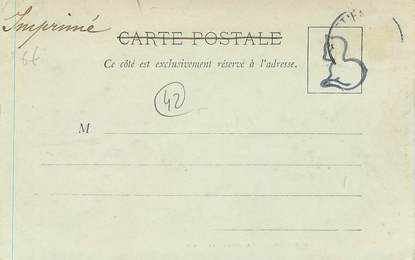 Imprimé
CARTE POSTALE
Ce côté est exclusivement réservé à l'adresse.
42
M